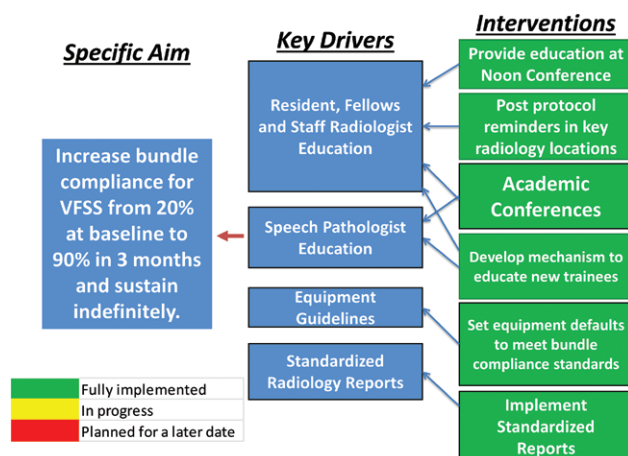 Specific Aim
Increase bundle
compliance for
VFSS from 20%
at baseline to
90% in 3 months
and sustain
indefinitely.
Key Drivers
Resident, Fellows
and Staff Radiologist
Education
Speech Pathologist
Education
Equipment
Guidelines
Standardized
Radiology Reports
Interventions
Provide education at
Noon Conference
Post protocol
reminders in key
radiology locations
Academic
Conferences
Develop mechanism to
educate new trainees
Set equipment defaults
to meet bundle
compliance standards
Implement
Standardized
Reports
Fully implemented
In progress
Planned for a later date